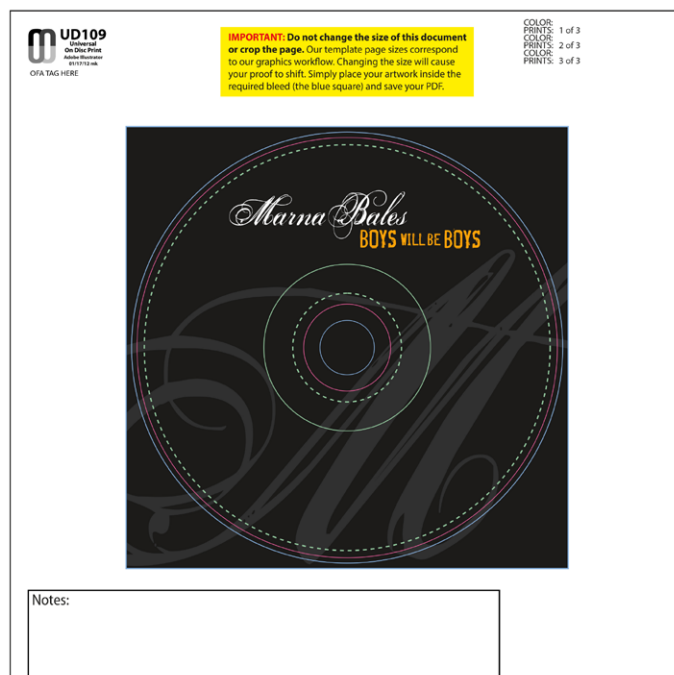 UD109
Universal
On Disc Print
Adobe Illustrator
01/17/12 mk
OFA TAG HERE
IMPORTANT: Do not change the size of this document
or crop the page. Our template page sizes correspond
to our graphics workflow. Changing the size will cause
your proof to shift. Simply place your artwork inside the
required bleed (the blue square) and save your PDF.
COLOR:
PRINTS: 1 of 3
COLOR:
PRINTS: 2 of 3
COLOR:
PRINTS: 3 of 3
Marna Bales
BOYS WILL BE BOYS
M
Notes: